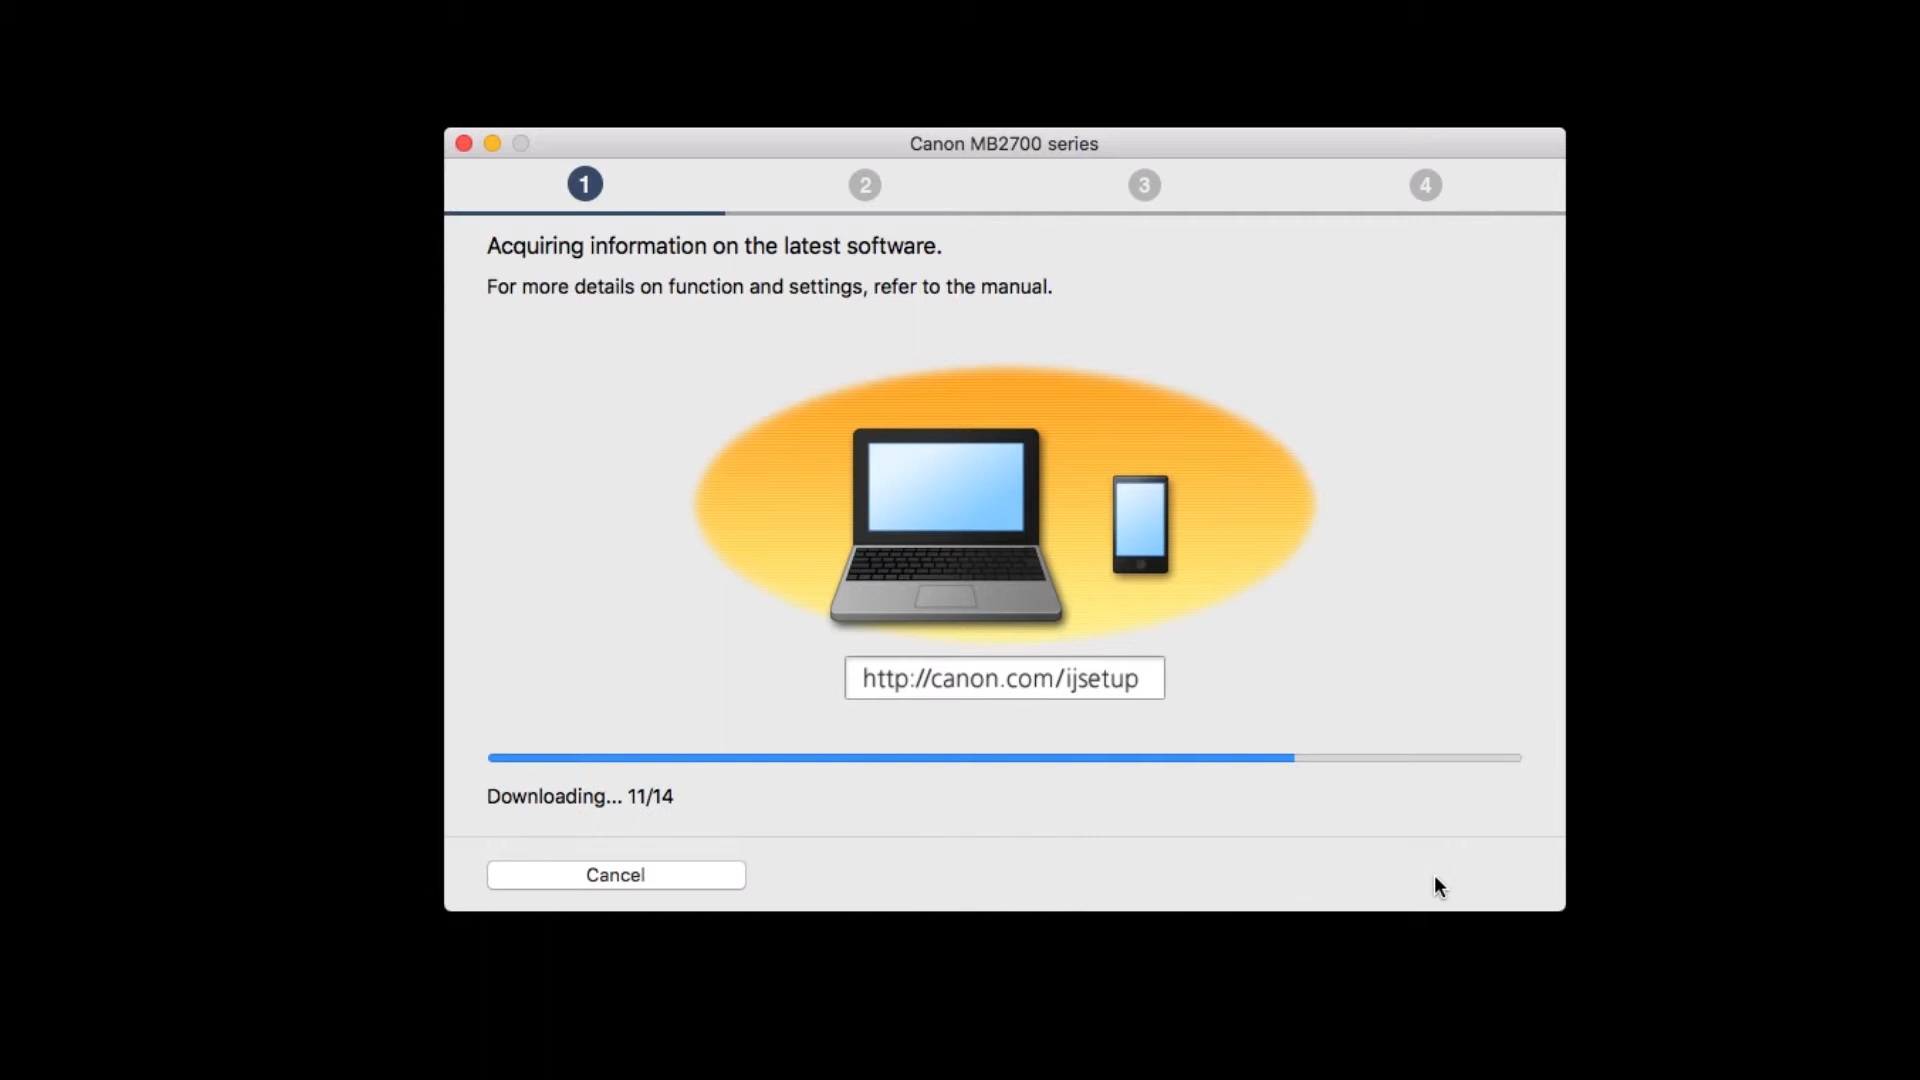 Canon MB2700 series
1
2
3
4
Acquiring information on the latest software.
For more details on function and settings, refer to the manual.
http://canon.com/ijsetup
Downloading... 11/14
Cancel